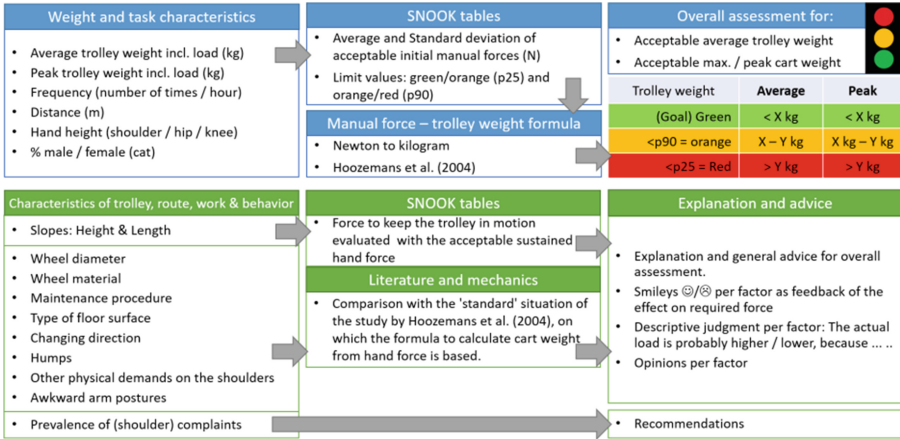 Weight and task characteristics
• Average trolley weight incl. load (kg)
• Peak trolley weight incl. load (kg)
• Frequency (number of times / hour)
• Distance (m)
• Hand height (shoulder / hip / knee)
• % male / female (cat)
SNOOK tables
• Average and Standard deviation of
acceptable initial manual forces (N)
• Limit values: green/orange (p25) and
orange/red (p90)
Manual force – trolley weight formula
• Newton to kilogram
• Hoozemans et al. (2004)
Overall assessment for:
• Acceptable average trolley weight
• Acceptable max. / peak cart weight
Trolley weight Average Peak
(Goal) Green < X kg < X kg
<p90 = orange X – Y kg X kg – Y kg
<p25 = Red > Y kg > Y kg
Characteristics of trolley, route, work & behavior
• Slopes: Height & Length
• Wheel diameter
• Wheel material
• Maintenance procedure
• Type of floor surface
• Changing direction
• Humps
• Other physical demands on the shoulders
• Awkward arm postures
• Prevalence of (shoulder) complaints
SNOOK tables
• Force to keep the trolley in motion
evaluated with the acceptable sustained
hand force
Literature and mechanics
• Comparison with the 'standard' situation of
the study by Hoozemans et al. (2004), on
which the formula to calculate cart weight
from hand force is based.
Explanation and advice
• Explanation and general advice for overall
assessment.
• Smileys ☺/☹ per factor as feedback of the
effect on required force
• Descriptive judgment per factor: The actual
load is probably higher / lower, because ... ..
• Opinions per factor
• Recommendations